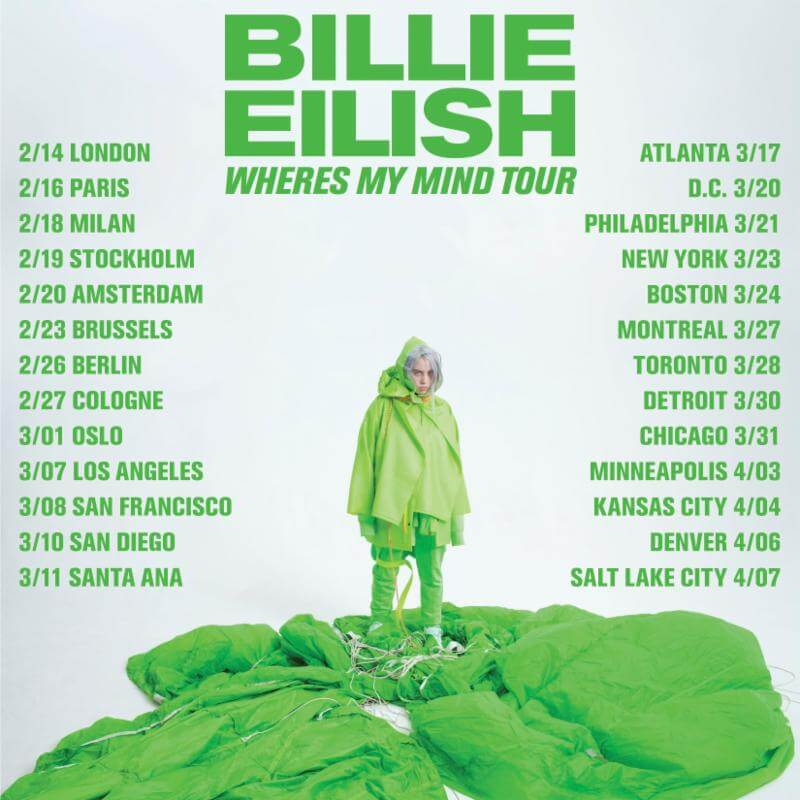 BILLIE
EILISH
WHERES MY MIND TOUR
2/14 LONDON
2/16 PARIS
2/18 MILAN
2/19 STOCKHOLM
2/20 AMSTERDAM
2/23 BRUSSELS
2/26 BERLIN
2/27 COLOGNE
3/01 OSLO
3/07 LOS ANGELES
3/08 SAN FRANCISCO
3/10 SAN DIEGO
3/11 SANTA ANA
ATLANTA 3/17
D.C. 3/20
PHILADELPHIA 3/21
NEW YORK 3/23
BOSTON 3/24
MONTREAL 3/27
TORONTO 3/28
DETROIT 3/30
CHICAGO 3/31
MINNEAPOLIS 4/03
KANSAS CITY 4/04
DENVER 4/06
SALT LAKE CITY 4/07